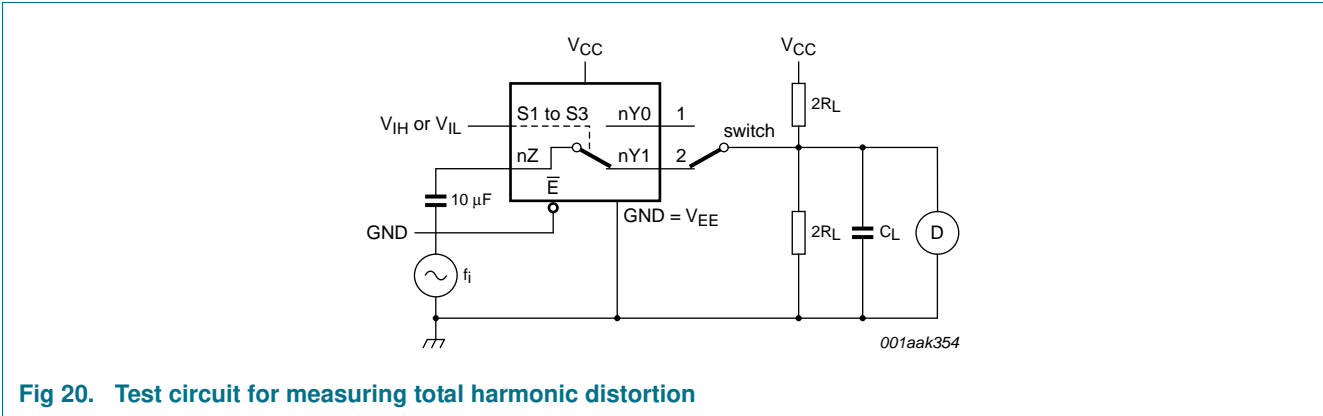 VCC
VCC
2RL
S1 to S3
nY0
1
VIH or VIL
switch
nZ
nY1
2
E
10 μF
GND = VEE
GND
2RL
CL
D
fi
001aak354
Fig 20. Test circuit for measuring total harmonic distortion